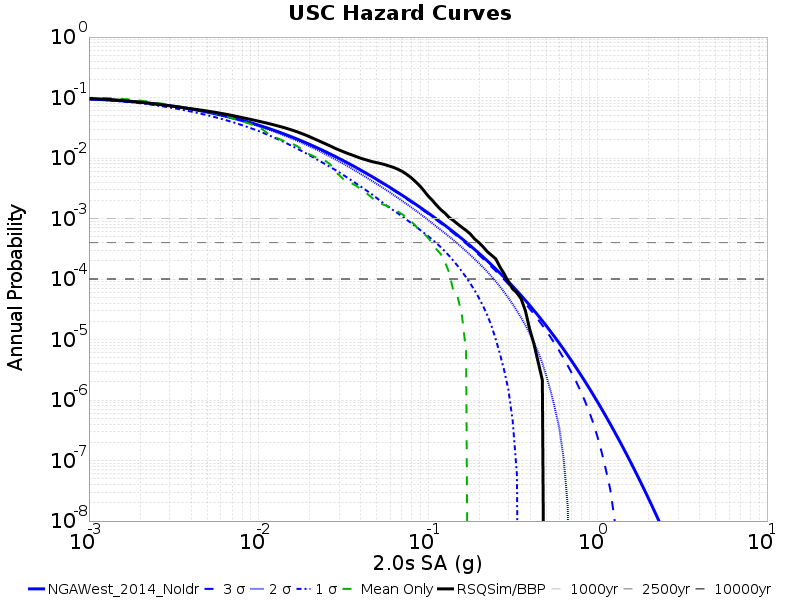 USC Hazard Curves
10^0
10^-1
10^-2
10^-3
10^-4
10^-5
10^-6
10^-7
10^-8
Annual Probability
10^-3 10^-2 10^-1 10^0 10^1
2.0s SA (g)
NGAWest_2014_NoIdr 3 σ 2 σ 1 σ Mean Only RSQSim/BBP 1000yr 2500yr 10000yr